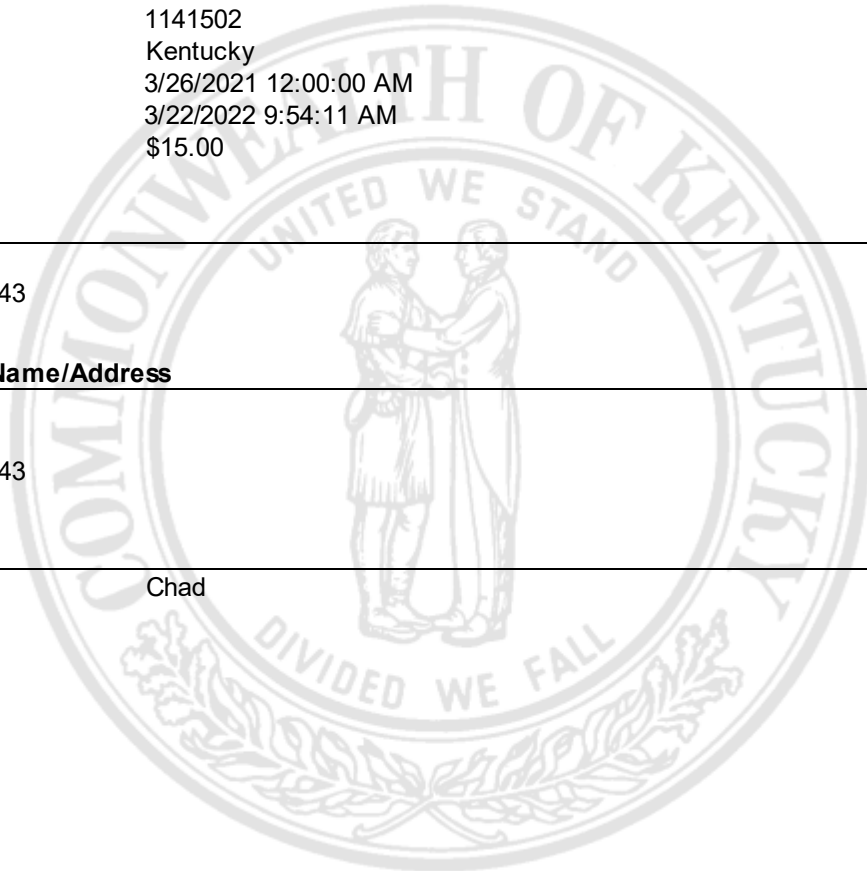 1141502
Kentucky
3/26/2021 12:00:00 AM
3/22/2022 9:54:11 AM
$15.00
COMMONWEALTH OF KENTUCKY
UNITED WE STAND
43
Name/Address
43
Chad
DIVIDED WE FALL